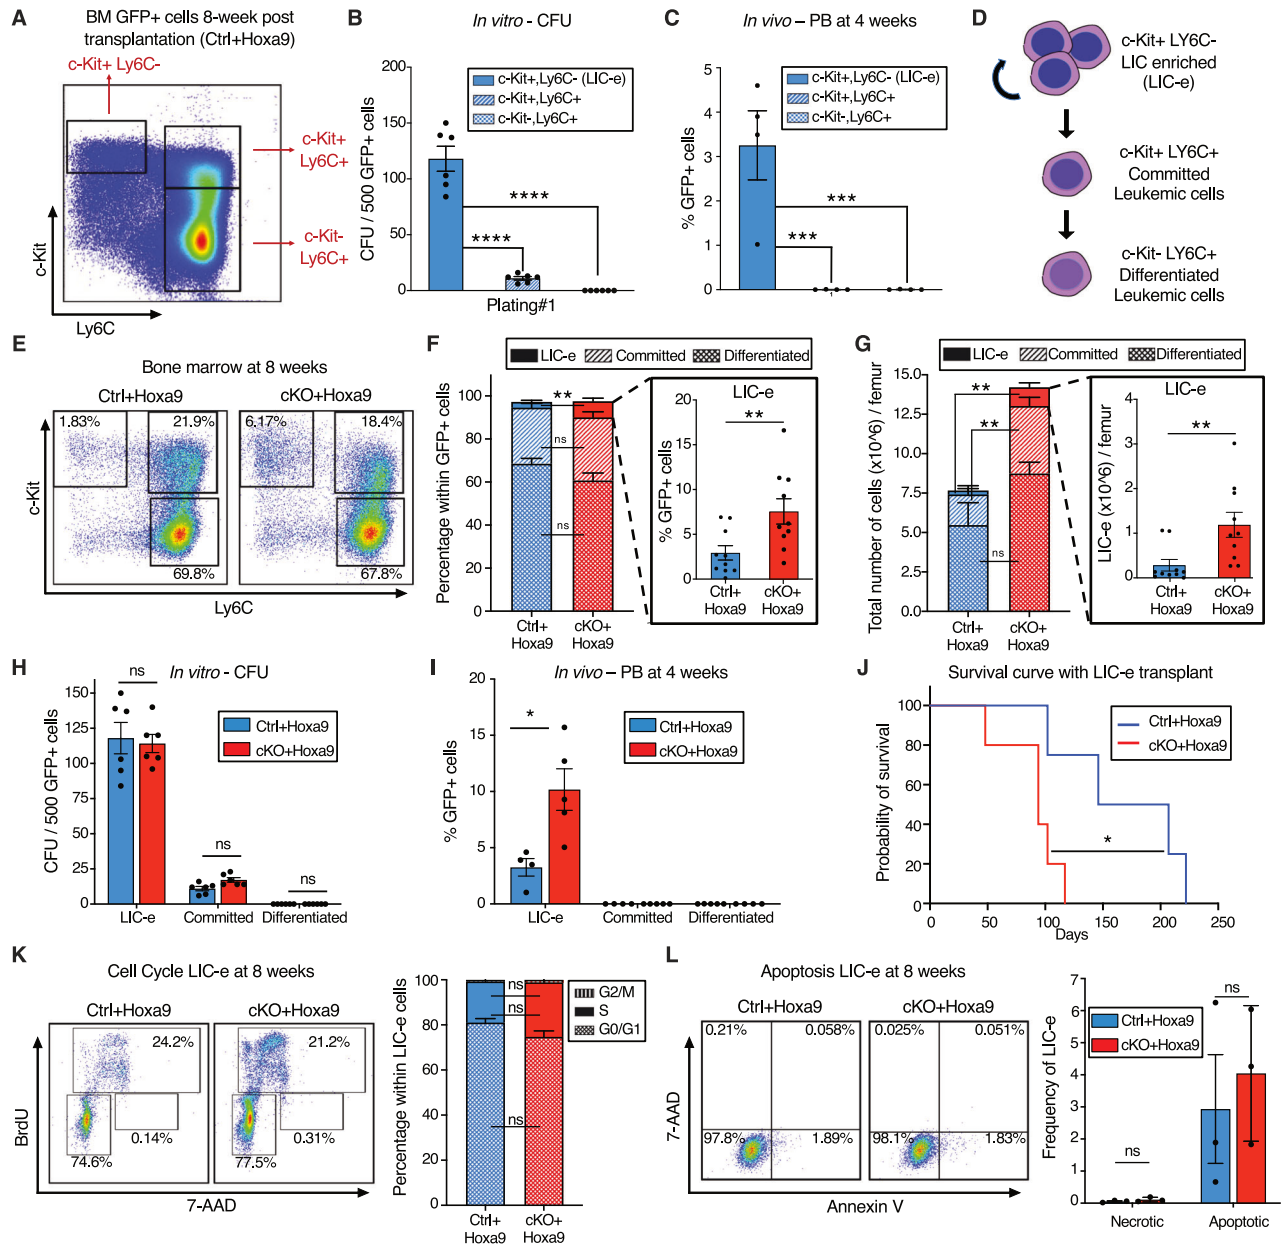 A
BM GFP+ cells 8-week post
transplantation (Ctrl+Hoxa9)
c-Kit+ LY6C-
c-Kit+
Ly6C+
c-Kit-
Ly6C+
c-Kit
Ly6C
B
In vitro - CFU
CFU / 500 GFP+ cells
200
150
100
50
0
c-Kit+,Ly6C- (LIC-e)
c-Kit+,Ly6C+
c-Kit-,Ly6C+
****
****
Plating#1
C
In vivo – PB at 4 weeks
% GFP+ cells
5
4
3
2
1
0
c-Kit+,Ly6C- (LIC-e)
c-Kit+,Ly6C+
c-Kit-,Ly6C+
***
***
D
c-Kit+ LY6C-
LIC enriched
(LIC-e)
c-Kit+ LY6C+
Committed
Leukemic cells
c-Kit- LY6C+
Differentiated
Leukemic cells
E
Bone marrow at 8 weeks
Ctrl+Hoxa9
cKO+Hoxa9
1.83%
21.9%
69.8%
6.17%
18.4%
67.8%
c-Kit
Ly6C
F
LIC-e
Committed
Differentiated
Percentage within GFP+ cells
100
80
60
40
20
0
**
ns
ns
Ctrl+
Hoxa9
cKO+
Hoxa9
LIC-e
% GFP+ cells
20
15
10
5
0
**
Ctrl+
Hoxa9
cKO+
Hoxa9
G
LIC-e
Committed
Differentiated
Total number of cells (x10^6) / femur
15.0
12.5
10.0
7.5
5.0
2.5
0.0
**
**
ns
Ctrl+
Hoxa9
cKO+
Hoxa9
LIC-e
LIC-e (x10^6) / femur
4
3
2
1
0
**
Ctrl+
Hoxa9
cKO+
Hoxa9
H
In vitro - CFU
CFU / 500 GFP+ cells
150
125
100
75
50
25
0
ns
ns
ns
Ctrl+Hoxa9
cKO+Hoxa9
LIC-e
Committed
Differentiated
I
In vivo – PB at 4 weeks
% GFP+ cells
20
15
10
5
0
*
Ctrl+Hoxa9
cKO+Hoxa9
LIC-e
Committed
Differentiated
J
Survival curve with LIC-e transplant
Probability of survival
100
80
60
40
20
0
Ctrl+Hoxa9
cKO+Hoxa9
*
0
50
100
150
200
250
Days
K
Cell Cycle LIC-e at 8 weeks
Ctrl+Hoxa9
cKO+Hoxa9
24.2%
0.14%
74.6%
21.2%
0.31%
77.5%
BrdU
7-AAD
Percentage within LIC-e cells
100
80
60
40
20
0
ns
ns
ns
G2/M
S
G0/G1
Ctrl+
Hoxa9
cKO+
Hoxa9
L
Apoptosis LIC-e at 8 weeks
Ctrl+Hoxa9
cKO+Hoxa9
0.21%
0.058%
97.8%
1.89%
0.025%
0.051%
98.1%
1.83%
7-AAD
Annexin V
Frequency of LIC-e
7
6
5
4
3
2
1
0
ns
ns
Ctrl+Hoxa9
cKO+Hoxa9
Necrotic
Apoptotic